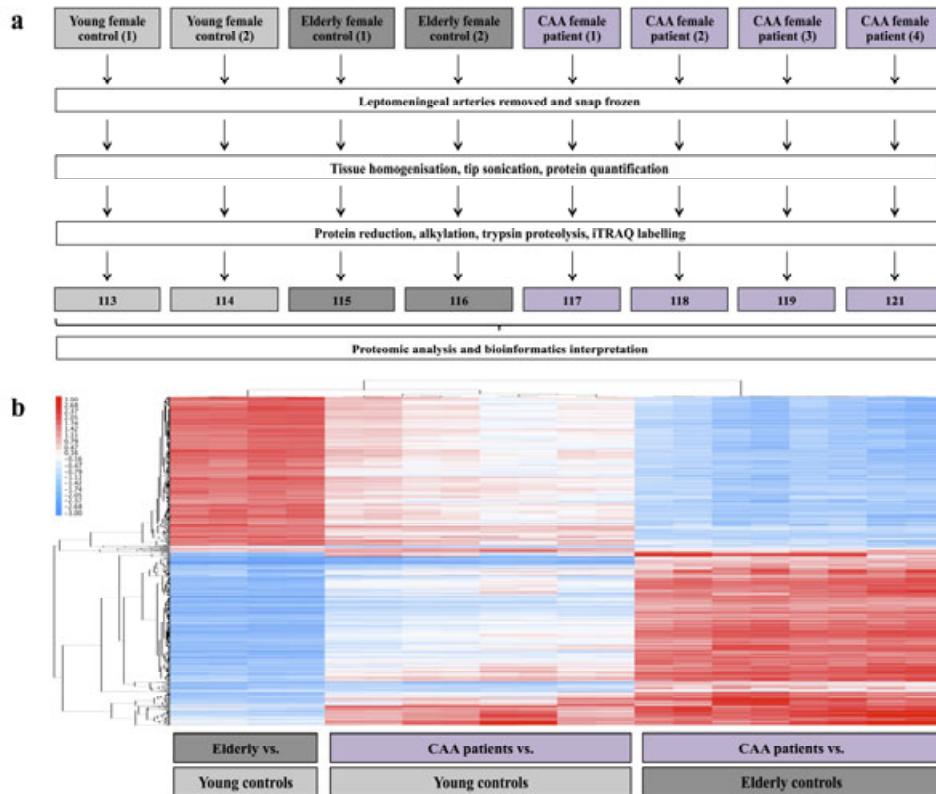 a
Young female control (1)
Young female control (2)
Elderly female control (1)
Elderly female control (2)
CAA female patient (1)
CAA female patient (2)
CAA female patient (3)
CAA female patient (4)
Leptomeningeal arteries removed and snap frozen
Tissue homogenisation, tip sonication, protein quantification
Protein reduction, alkylation, trypsin proteolysis, iTRAQ labelling
113 114 115 116 117 118 119 121
Proteomic analysis and bioinformatics interpretation
b
Elderly vs. CAA patients vs. CAA patients vs.
Young controls Young controls Elderly controls